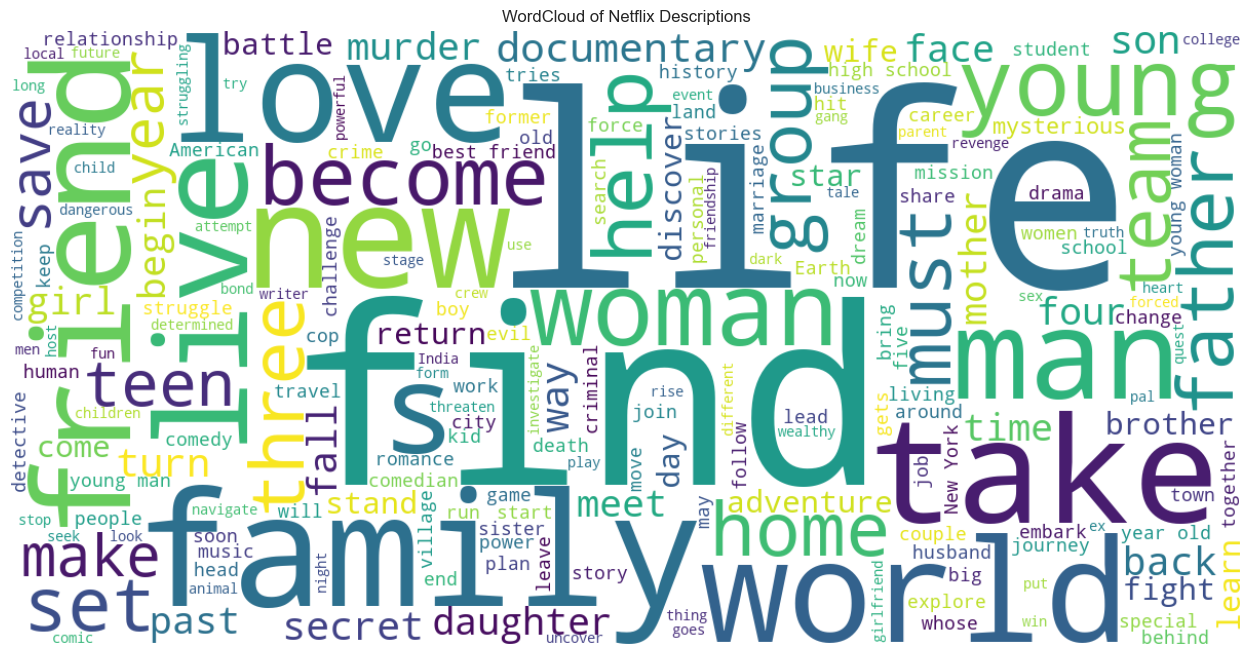 WordCloud of Netflix Descriptions
relationship
local
future
long
struggling
try
battle
powerful
murder
documentary
tries
history
wife
face
student
son
college
high school
business
hit
gang
career
parent
revenge
mysterious
young
friend
reality
child
dangerous
save
year
begin
American
love
live
crime
go
former
old
best friend
event
land
force
stories
help
discover
group
star
mission
share
drama
life
team
father
young woman
become
new
attempt
bond
stage
challenge
use
search
personal
friendship
marriage
tale
dream
dark
Earth
now
must
mother
women
truth
school
heart
sex
forced
change
quest
competition
keep
girl
struggle
determined
writer
crew
boy
evil
woman
bring
five
four
man
pal
men
host
fun
human
teen
three
cop
return
India
form
work
travel
city
threaten
kid
find
s
investigate
way
criminal
rise
join
different
lead
wealthy
gets
living
around
time
brother
children
detective
come
comedy
turn
fall
romance
comedian
death
play
move
day
follow
job
New York
take
town
together
young man
stop
people
seek
look
navigate
will
stand
game
run
start
meet
may
adventure
home
couple
embark
ex
year old
journey
make
soon
music
head
animal
family
night
village
end
sister
power
plan
leave
story
world
husband
big
explore
whose
put
win
back
fight
special
behind
learn
set
past
comic
secret
daughter
uncover
thing
goes
girlfriend